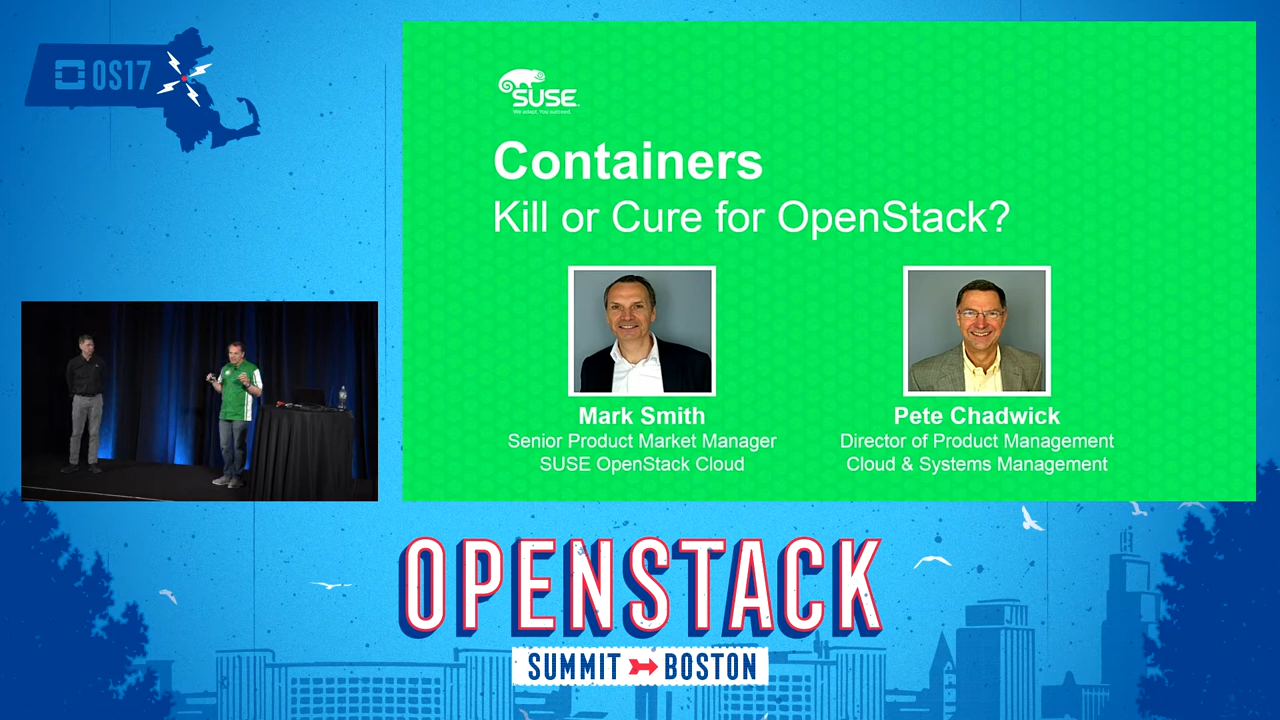 OS17
SUSE
We adapt. You succeed.
Containers
Kill or Cure for OpenStack?
Mark Smith
Senior Product Market Manager
SUSE OpenStack Cloud
Pete Chadwick
Director of Product Management
Cloud & Systems Management
OPENSTACK
SUMMIT BOSTON